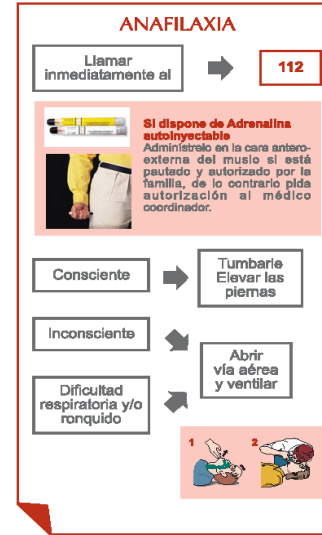 ANAFILAXIA
Llamar
inmediatamente al
112
Si dispone de Adrenalina
autoinyectable
Adminístrelo en la cara antero-
externa del muslo si está
pautado y autorizado por la
familia, de lo contrario pida
autorización al médico
coordinador.
Consciente
Tumbarle
Elevar las
piernas
Inconsciente
Abrir
vía aérea
y ventilar
Dificultad
respiratoria y/o
ronquido
1
2